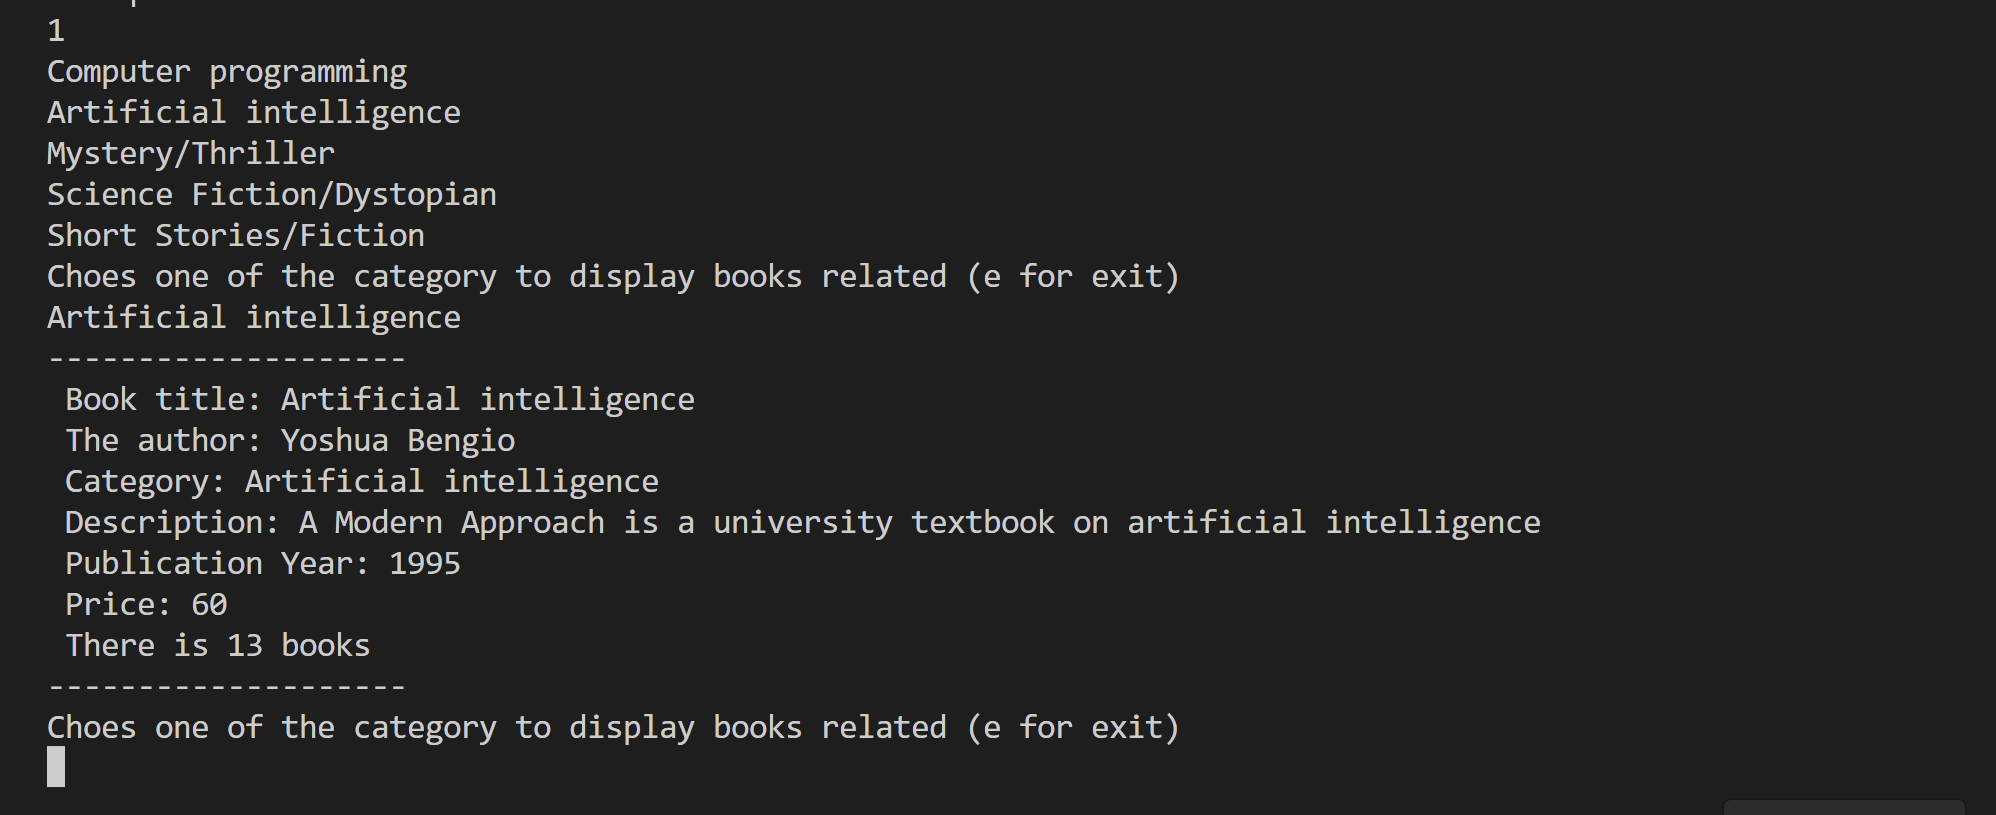 1
Computer programming
Artificial intelligence
Mystery/Thriller
Science Fiction/Dystopian
Short Stories/Fiction
Choes one of the category to display books related (e for exit)
Artificial intelligence
--------------------
Book title: Artificial intelligence
The author: Yoshua Bengio
Category: Artificial intelligence
Description: A Modern Approach is a university textbook on artificial intelligence
Publication Year: 1995
Price: 60
There is 13 books
--------------------
Choes one of the category to display books related (e for exit)